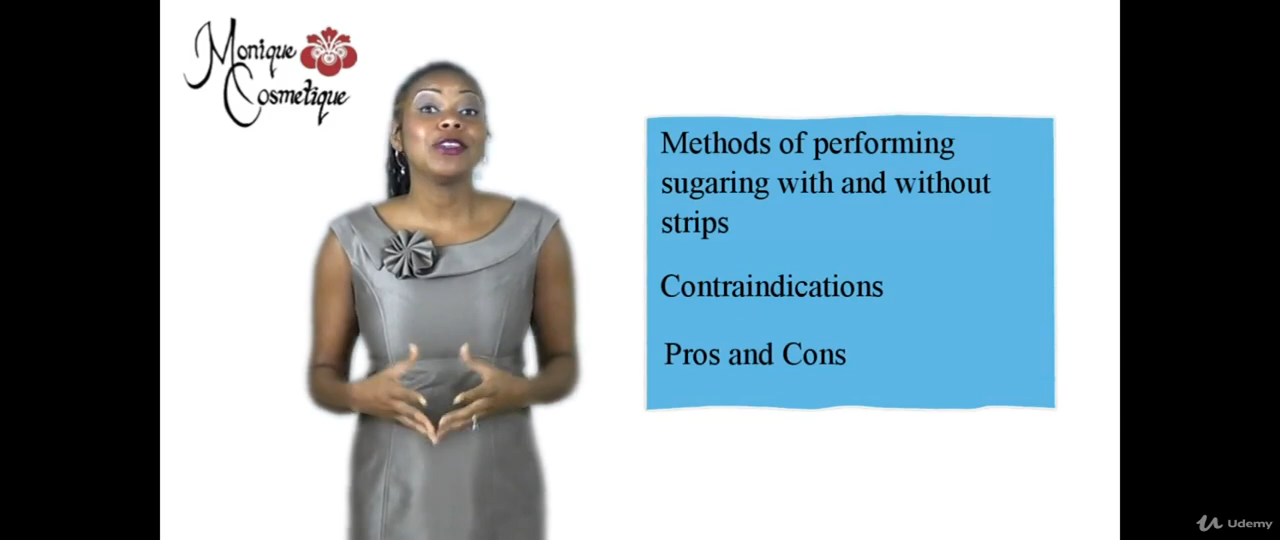 Monique
Cosmetique
Methods of performing
sugaring with and without
strips
Contraindications
Pros and Cons
Udemy